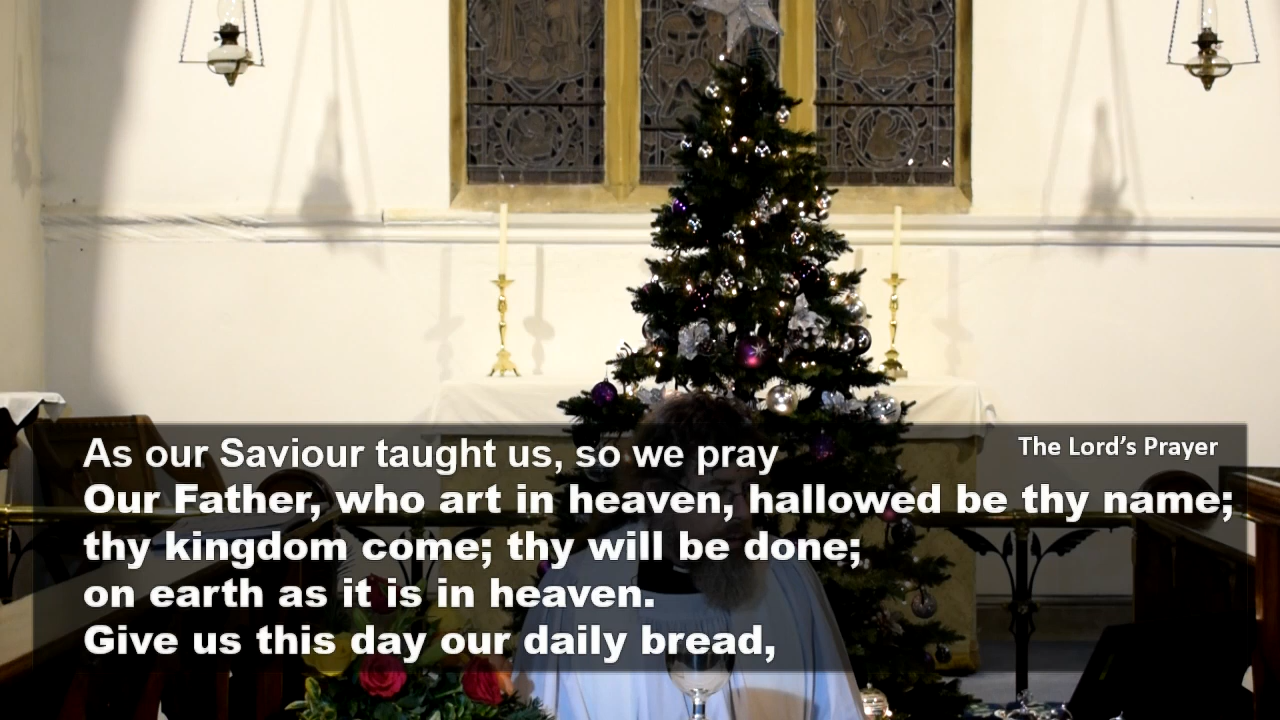 As our Saviour taught us, so we pray
The Lord’s Prayer
Our Father, who art in heaven, hallowed be thy name;
thy kingdom come; thy will be done;
on earth as it is in heaven.
Give us this day our daily bread,